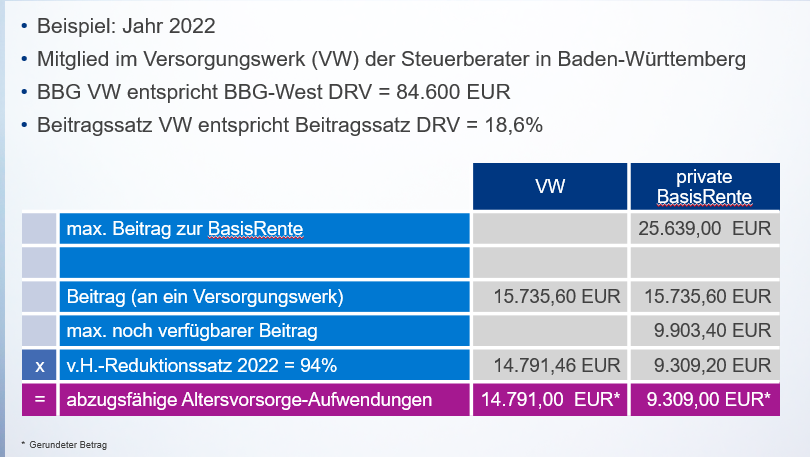 • Beispiel: Jahr 2022
• Mitglied im Versorgungswerk (VW) der Steuerberater in Baden-Württemberg
• BBG VW entspricht BBG-West DRV = 84.600 EUR
• Beitragssatz VW entspricht Beitragssatz DRV = 18,6%
VW private
BasisRente
max. Beitrag zur BasisRente 25.639,00 EUR
Beitrag (an ein Versorgungswerk) 15.735,60 EUR 15.735,60 EUR
max. noch verfügbarer Beitrag 9.903,40 EUR
x v.H.-Reduktionssatz 2022 = 94% 14.791,46 EUR 9.309,20 EUR
= abzugsfähige Altersvorsorge-Aufwendungen 14.791,00 EUR* 9.309,00 EUR*
* Gerundeter Betrag